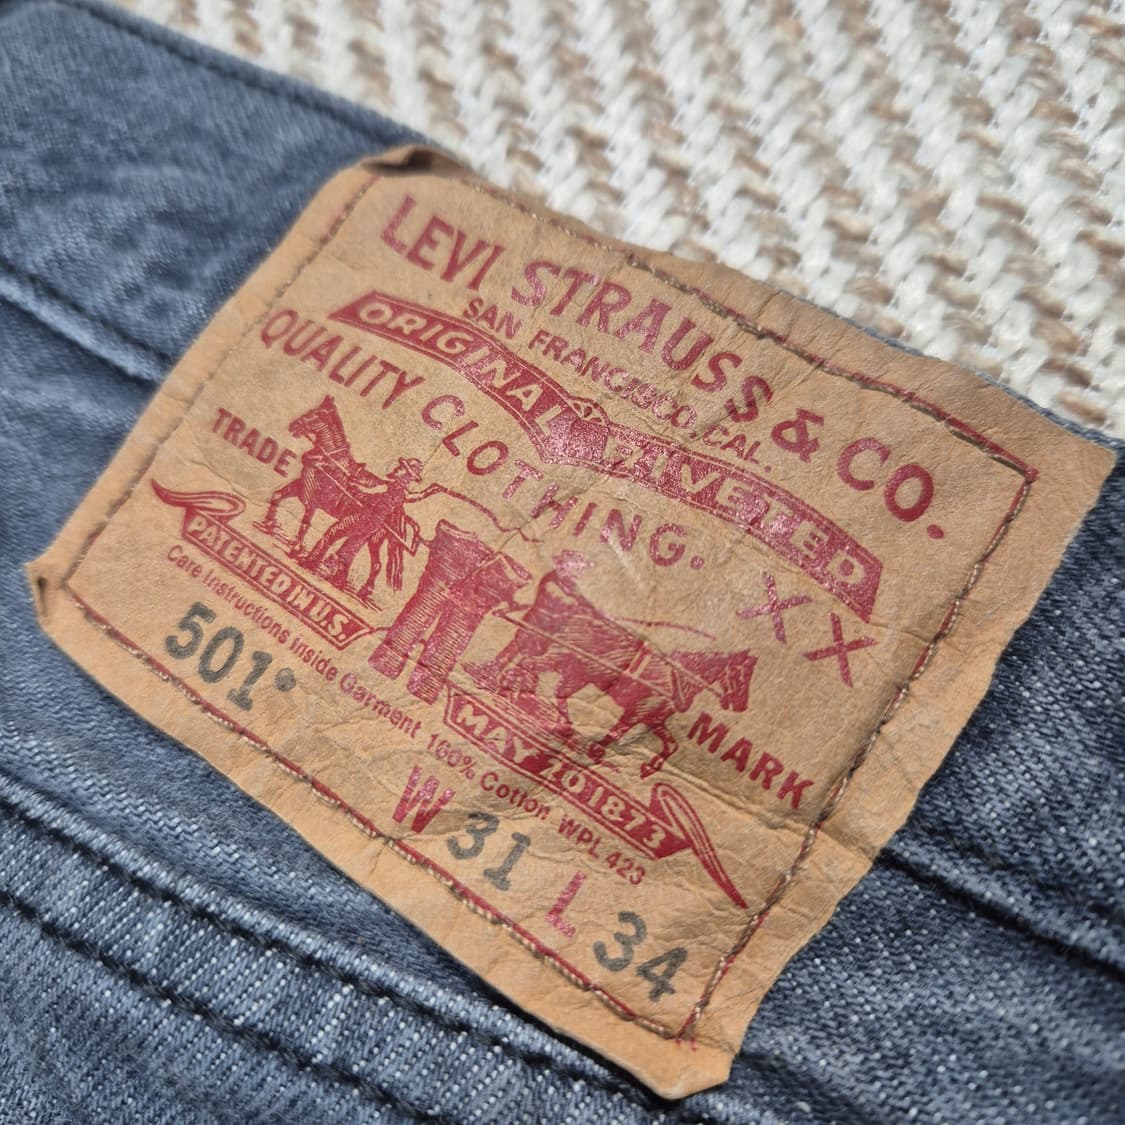 LEVI STRAUSS & CO.
SAN FRANCISCO, CAL.
ORIGINAL RIVETED
QUALITY CLOTHING.
XX
TRADE MARK
PATENTED IN U.S.
MAY 20 1873
Care Instructions Inside Garment 100% Cotton WPL 423
501®
W 31 L 34